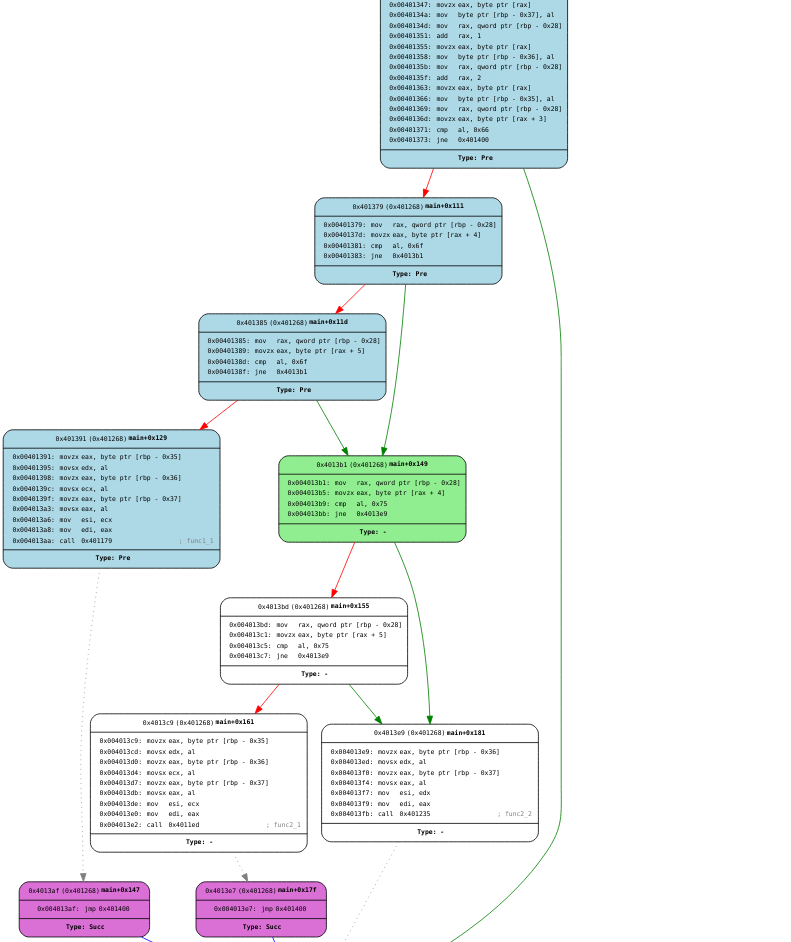 0x00401347: movzx eax, byte ptr [rax]
0x0040134a: mov byte ptr [rbp - 0x37], al
0x0040134d: mov rax, qword ptr [rbp - 0x28]
0x00401351: add rax, 1
0x00401355: movzx eax, byte ptr [rax]
0x00401358: mov byte ptr [rbp - 0x36], al
0x0040135b: mov rax, qword ptr [rbp - 0x28]
0x0040135f: add rax, 2
0x00401363: movzx eax, byte ptr [rax]
0x00401366: mov byte ptr [rbp - 0x35], al
0x00401369: mov rax, qword ptr [rbp - 0x28]
0x0040136d: movzx eax, byte ptr [rax + 3]
0x00401371: cmp al, 0x66
0x00401373: jne 0x401400
Type: Pre
0x401379 (0x401268) main+0x111
0x00401379: mov rax, qword ptr [rbp - 0x28]
0x0040137d: movzx eax, byte ptr [rax + 4]
0x00401381: cmp al, 0x6f
0x00401383: jne 0x4013b1
Type: Pre
0x401385 (0x401268) main+0x11d
0x00401385: mov rax, qword ptr [rbp - 0x28]
0x00401389: movzx eax, byte ptr [rax + 5]
0x0040138d: cmp al, 0x6f
0x0040138f: jne 0x4013b1
Type: Pre
0x401391 (0x401268) main+0x129
0x00401391: movzx eax, byte ptr [rbp - 0x35]
0x00401395: movsx edx, al
0x00401398: movzx eax, byte ptr [rbp - 0x36]
0x0040139c: movsx ecx, al
0x0040139f: movzx eax, byte ptr [rbp - 0x37]
0x004013a3: movsx eax, al
0x004013a6: mov esi, ecx
0x004013a8: mov edi, eax
0x004013aa: call 0x401179 ; func1_1
Type: Pre
0x4013b1 (0x401268) main+0x149
0x004013b1: mov rax, qword ptr [rbp - 0x28]
0x004013b5: movzx eax, byte ptr [rax + 4]
0x004013b9: cmp al, 0x75
0x004013bb: jne 0x4013e9
Type: -
0x4013bd (0x401268) main+0x155
0x004013bd: mov rax, qword ptr [rbp - 0x28]
0x004013c1: movzx eax, byte ptr [rax + 5]
0x004013c5: cmp al, 0x75
0x004013c7: jne 0x4013e9
Type: -
0x4013c9 (0x401268) main+0x161
0x004013c9: movzx eax, byte ptr [rbp - 0x35]
0x004013cd: movsx edx, al
0x004013d0: movzx eax, byte ptr [rbp - 0x36]
0x004013d4: movsx ecx, al
0x004013d7: movzx eax, byte ptr [rbp - 0x37]
0x004013db: movsx eax, al
0x004013de: mov esi, ecx
0x004013e0: mov edi, eax
0x004013e2: call 0x4011ed ; func2_1
Type: -
0x4013e9 (0x401268) main+0x181
0x004013e9: movzx eax, byte ptr [rbp - 0x36]
0x004013ed: movsx edx, al
0x004013f0: movzx eax, byte ptr [rbp - 0x37]
0x004013f4: movsx eax, al
0x004013f7: mov esi, edx
0x004013f9: mov edi, eax
0x004013fb: call 0x401235 ; func2_2
Type: -
0x4013af (0x401268) main+0x147
0x004013af: jmp 0x401400
Type: Succ
0x4013e7 (0x401268) main+0x17f
0x004013e7: jmp 0x401400
Type: Succ